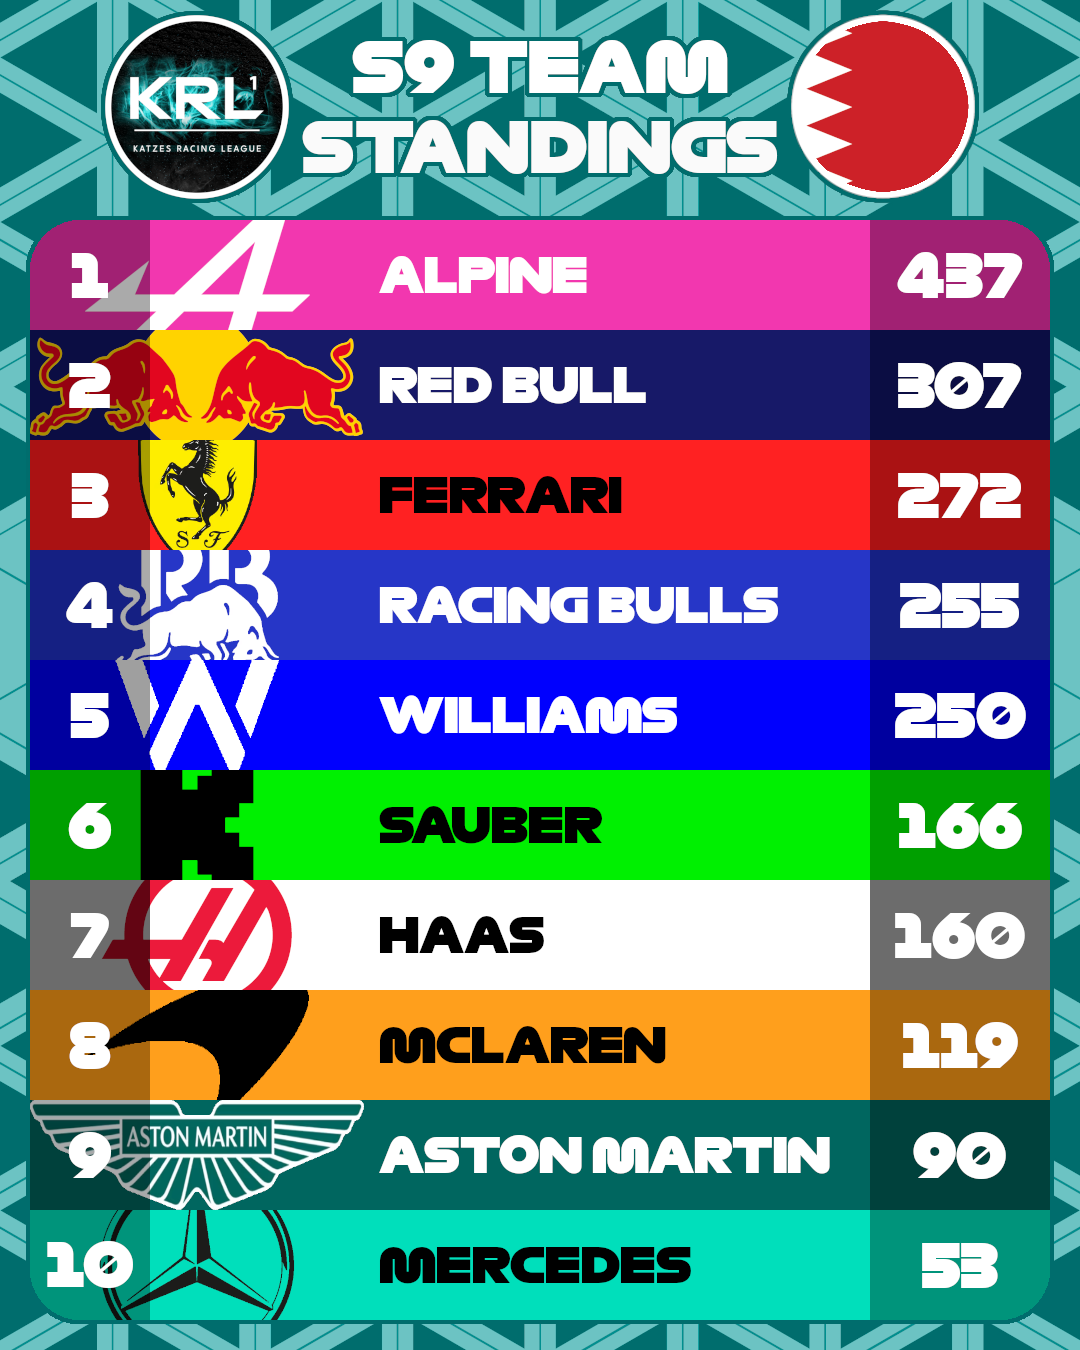 KRL1
KATZES RACING LEAGUE
S9 TEAM
STANDINGS
1 ALPINE 437
2 RED BULL 307
S F
3 FERRARI 272
RB
4 RACING BULLS 255
W
5 WILLIAMS 250
K
6 SAUBER 166
H
7 HAAS 160
8 MCLAREN 119
ASTON MARTIN
9 ASTON MARTIN 90
10 MERCEDES 53